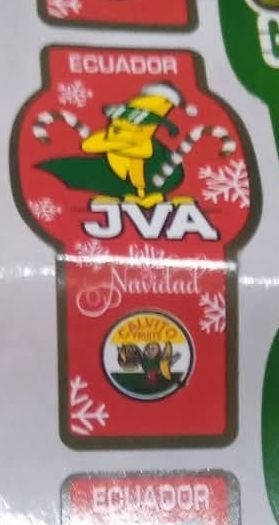 ECUADOR
JVA
Feliz
Navidad
CALVITO
FRUITS
ECUADOR